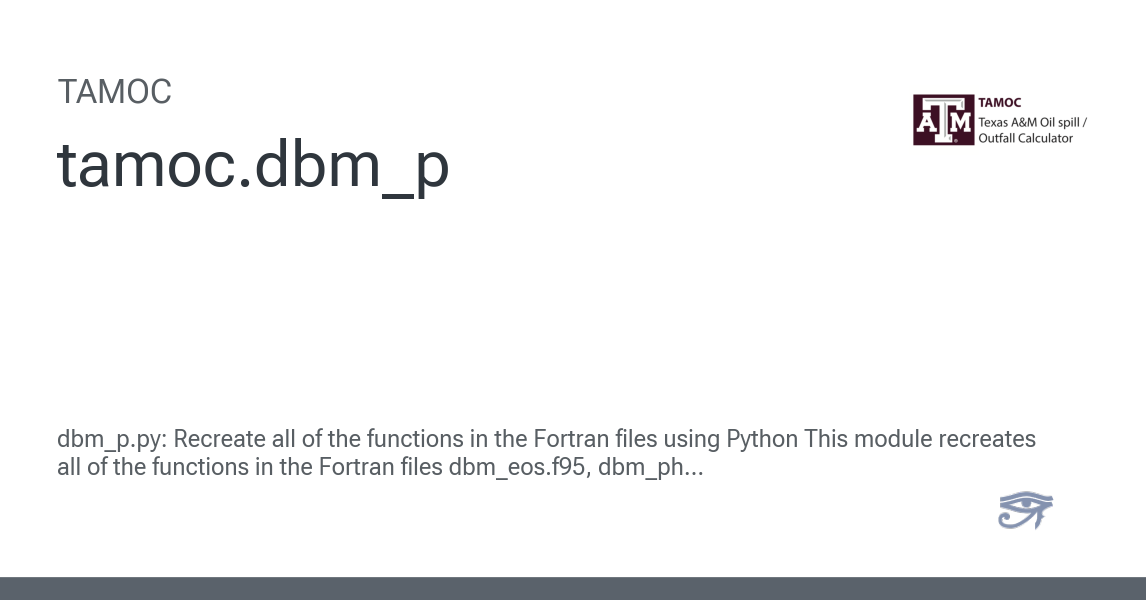 TAMOC
tamoc.dbm_p
ATM
TAMOC
Texas A&M Oil spill /
Outfall Calculator
dbm_p.py: Recreate all of the functions in the Fortran files using Python This module recreates
all of the functions in the Fortran files dbm_eos.f95, dbm_ph...